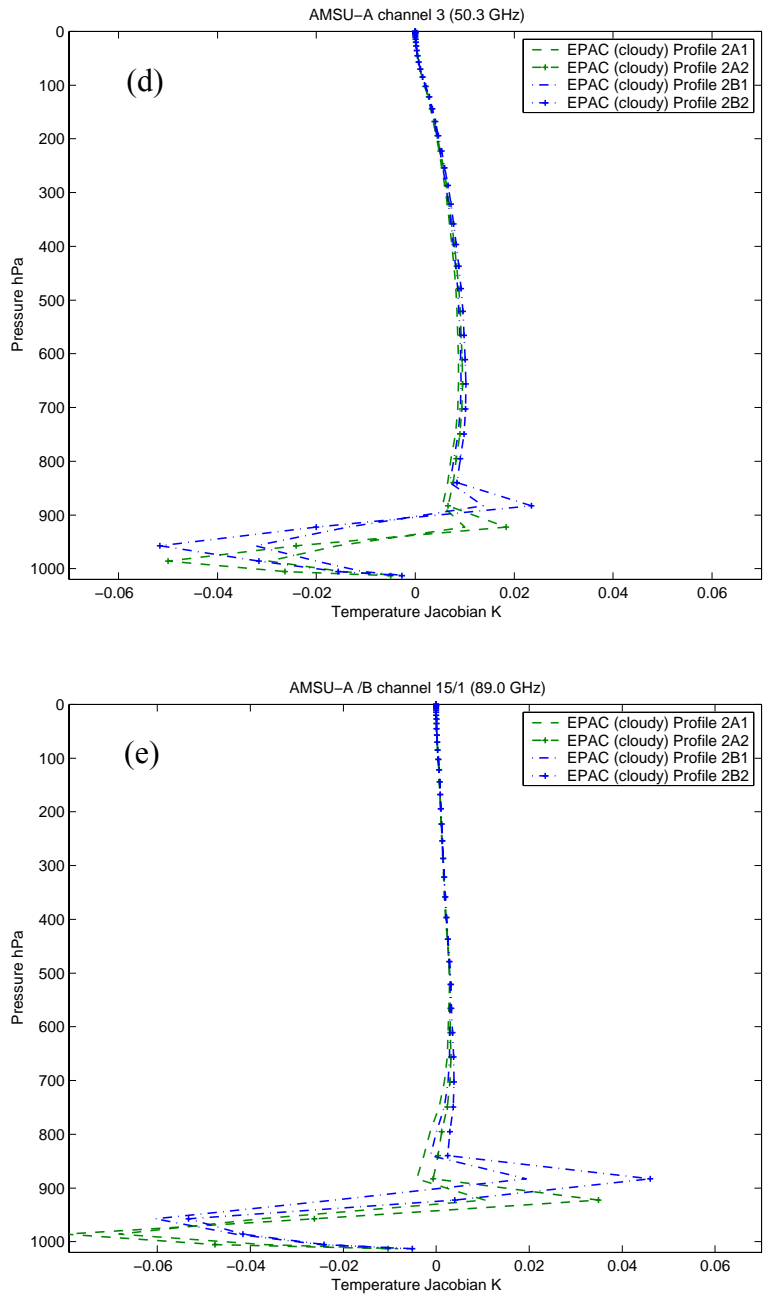 AMSU−A channel 3 (50.3 GHz)
(d)
EPAC (cloudy) Profile 2A1
EPAC (cloudy) Profile 2A2
EPAC (cloudy) Profile 2B1
EPAC (cloudy) Profile 2B2
0
100
200
300
400
500
600
700
800
900
1000
Pressure hPa
−0.06
−0.04
−0.02
0
0.02
0.04
0.06
Temperature Jacobian K
AMSU−A /B channel 15/1 (89.0 GHz)
(e)
EPAC (cloudy) Profile 2A1
EPAC (cloudy) Profile 2A2
EPAC (cloudy) Profile 2B1
EPAC (cloudy) Profile 2B2
0
100
200
300
400
500
600
700
800
900
1000
Pressure hPa
−0.06
−0.04
−0.02
0
0.02
0.04
0.06
Temperature Jacobian K